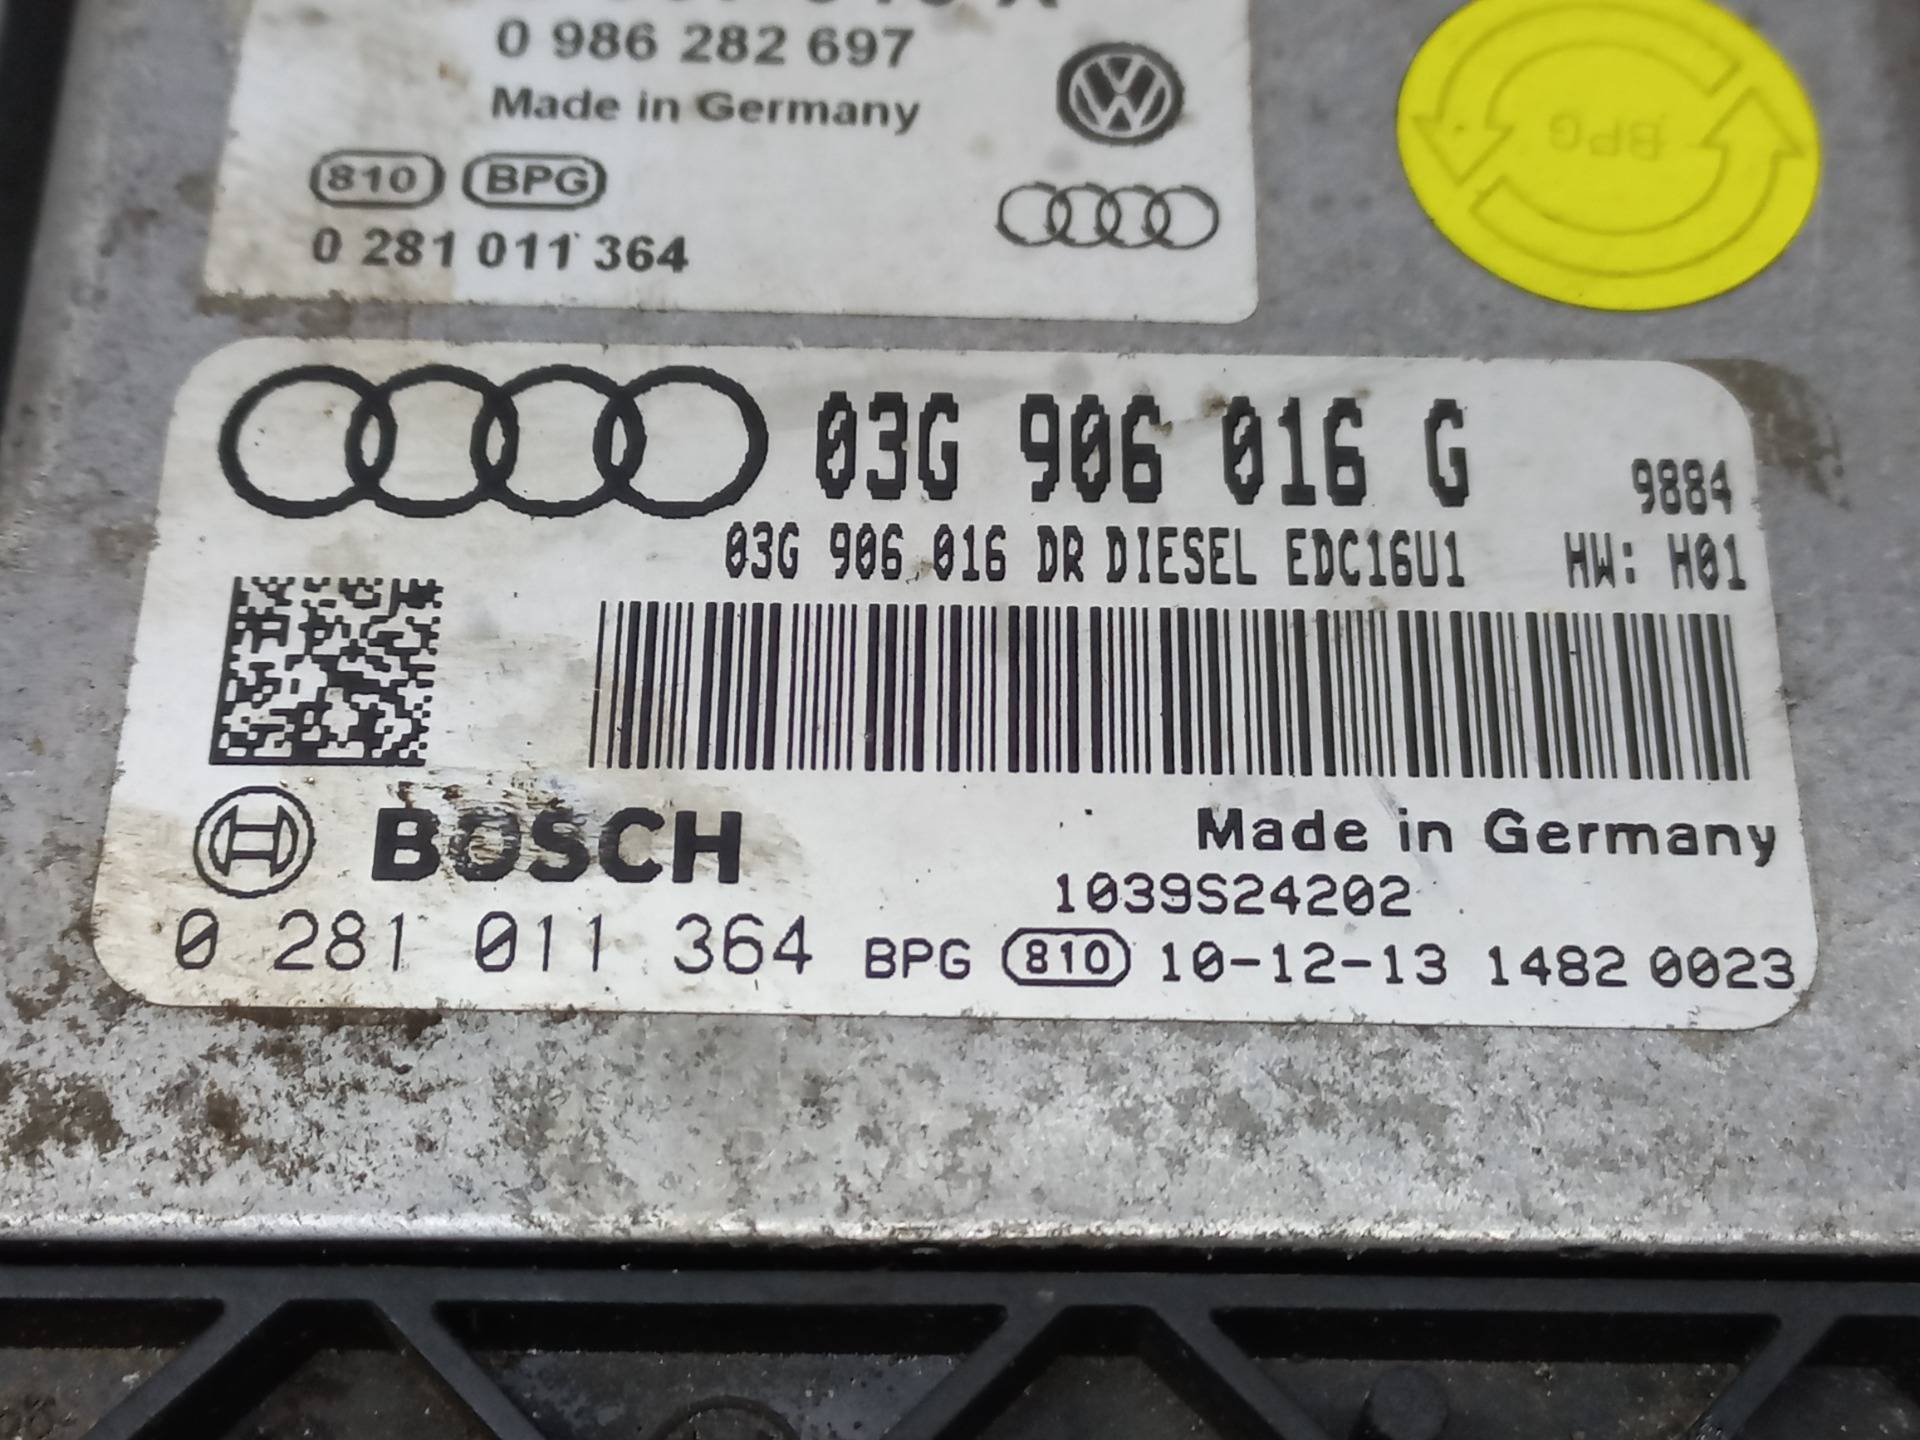 0 986 282 697
Made in Germany
810 BPG
0 281 011 364
BPG
03G 906 016 G
9884
03G 906 016 DR DIESEL EDC16U1 HW: H01
BOSCH
Made in Germany
1039S24202
0 281 011 364 BPG 810 10-12-13 1482 0023